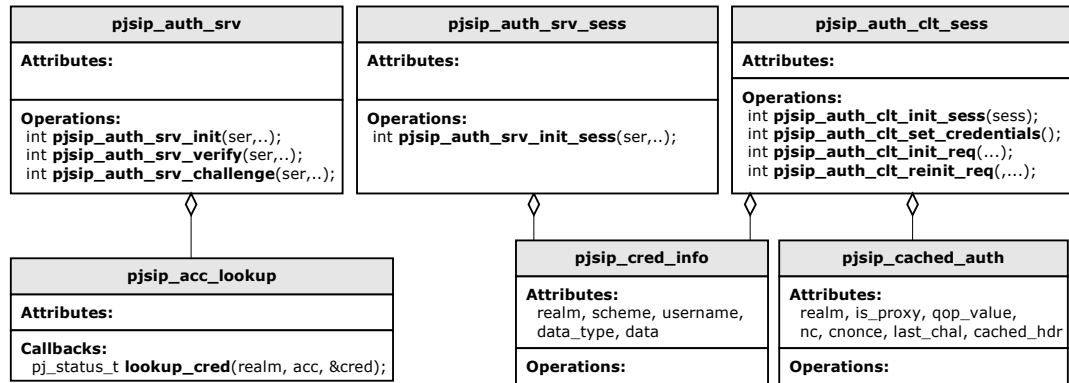 pjsip_auth_srv
Attributes:
Operations:
int pjsip_auth_srv_init(ser,..);
int pjsip_auth_srv_verify(ser,..);
int pjsip_auth_srv_challenge(ser,..);
pjsip_auth_srv_sess
Attributes:
Operations:
int pjsip_auth_srv_init_sess(ser,..);
pjsip_auth_clt_sess
Attributes:
Operations:
int pjsip_auth_clt_init_sess(sess);
int pjsip_auth_clt_set_credentials();
int pjsip_auth_clt_init_req(...);
int pjsip_auth_clt_reinit_req(,...);
pjsip_acc_lookup
Attributes:
Callbacks:
pj_status_t lookup_cred(realm, acc, &cred);
pjsip_cred_info
Attributes:
realm, scheme, username,
data_type, data
Operations:
pjsip_cached_auth
Attributes:
realm, is_proxy, qop_value,
nc, cnonce, last_chal, cached_hdr
Operations: